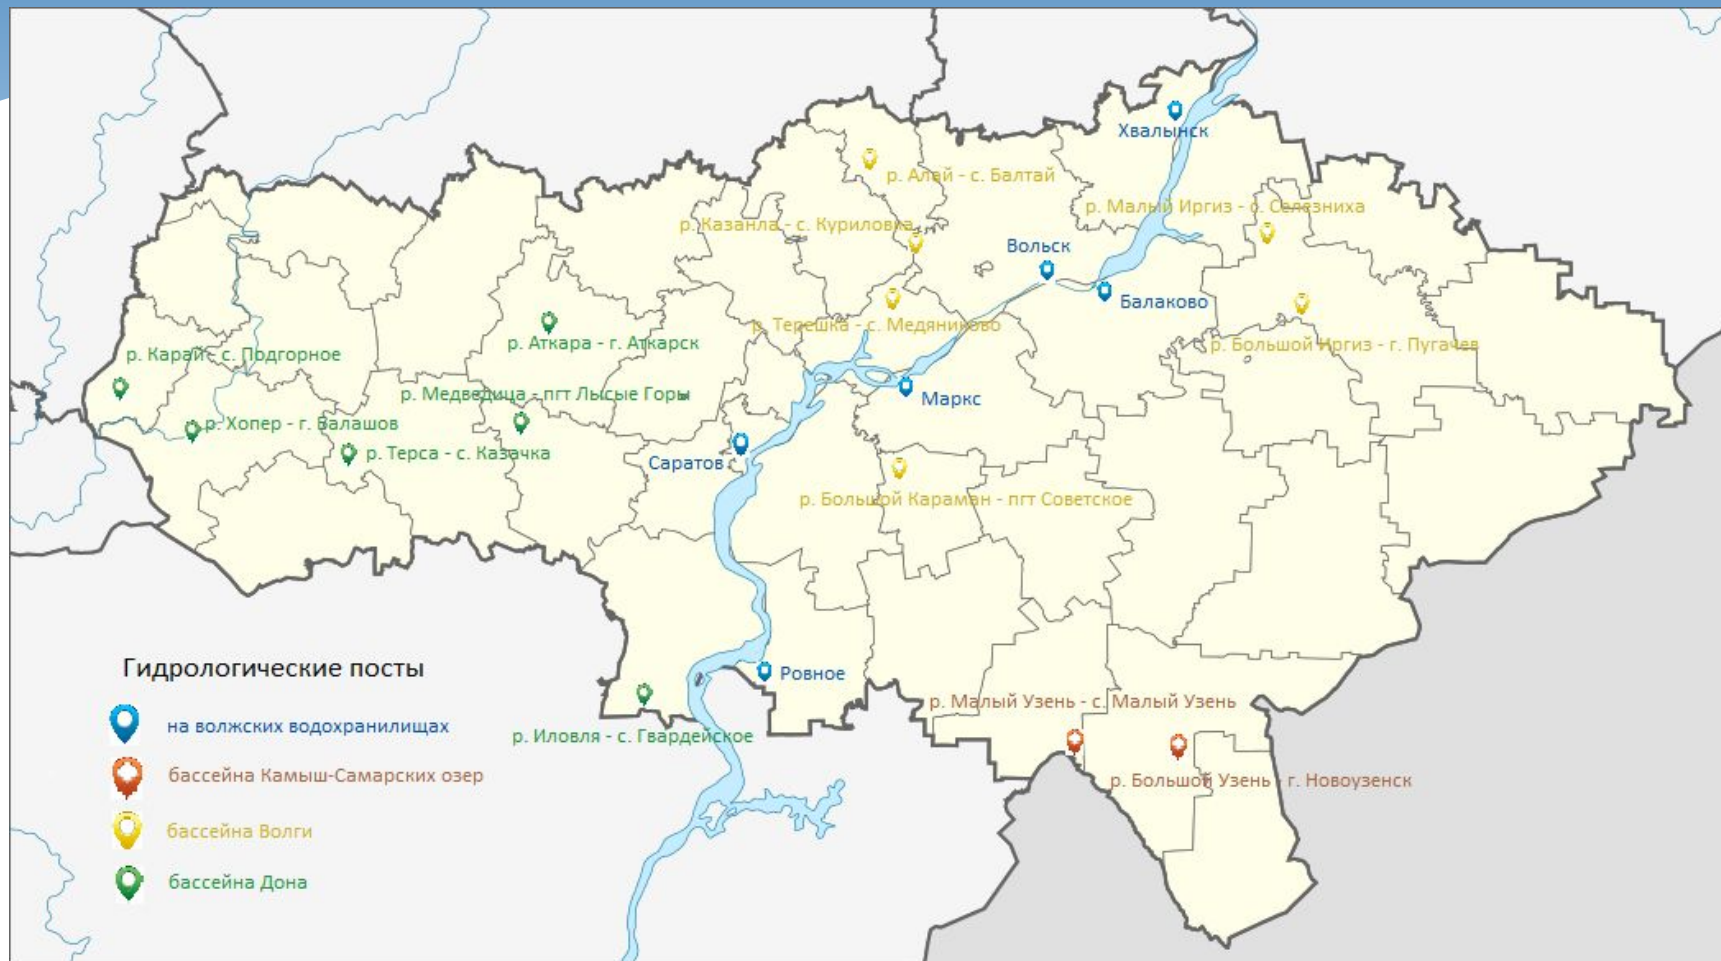 Хвалынск
р. Алай - с. Балтай
р. Малый Иргиз - с. Селезниха
р. Казанла - с. Куриловка
Вольск
Балаково
р. Терешка - с. Медяниково
р. Большой Иргиз - г. Пугачев
р. Аткара - г. Аткарск
р. Карай - с. Подгорное
р. Медведица - пгт Лысые Горы
Маркс
р. Хопер - г. Балашов
р. Терса - с. Казачка
Саратов
р. Большой Караман - пгт Советское
Гидрологические посты
Ровное
р. Малый Узень - с. Малый Узень
на волжских водохранилищах
р. Иловля - с. Гвардейское
бассейна Камыш-Самарских озер
р. Большой Узень - г. Новоузенск
бассейна Волги
бассейна Дона